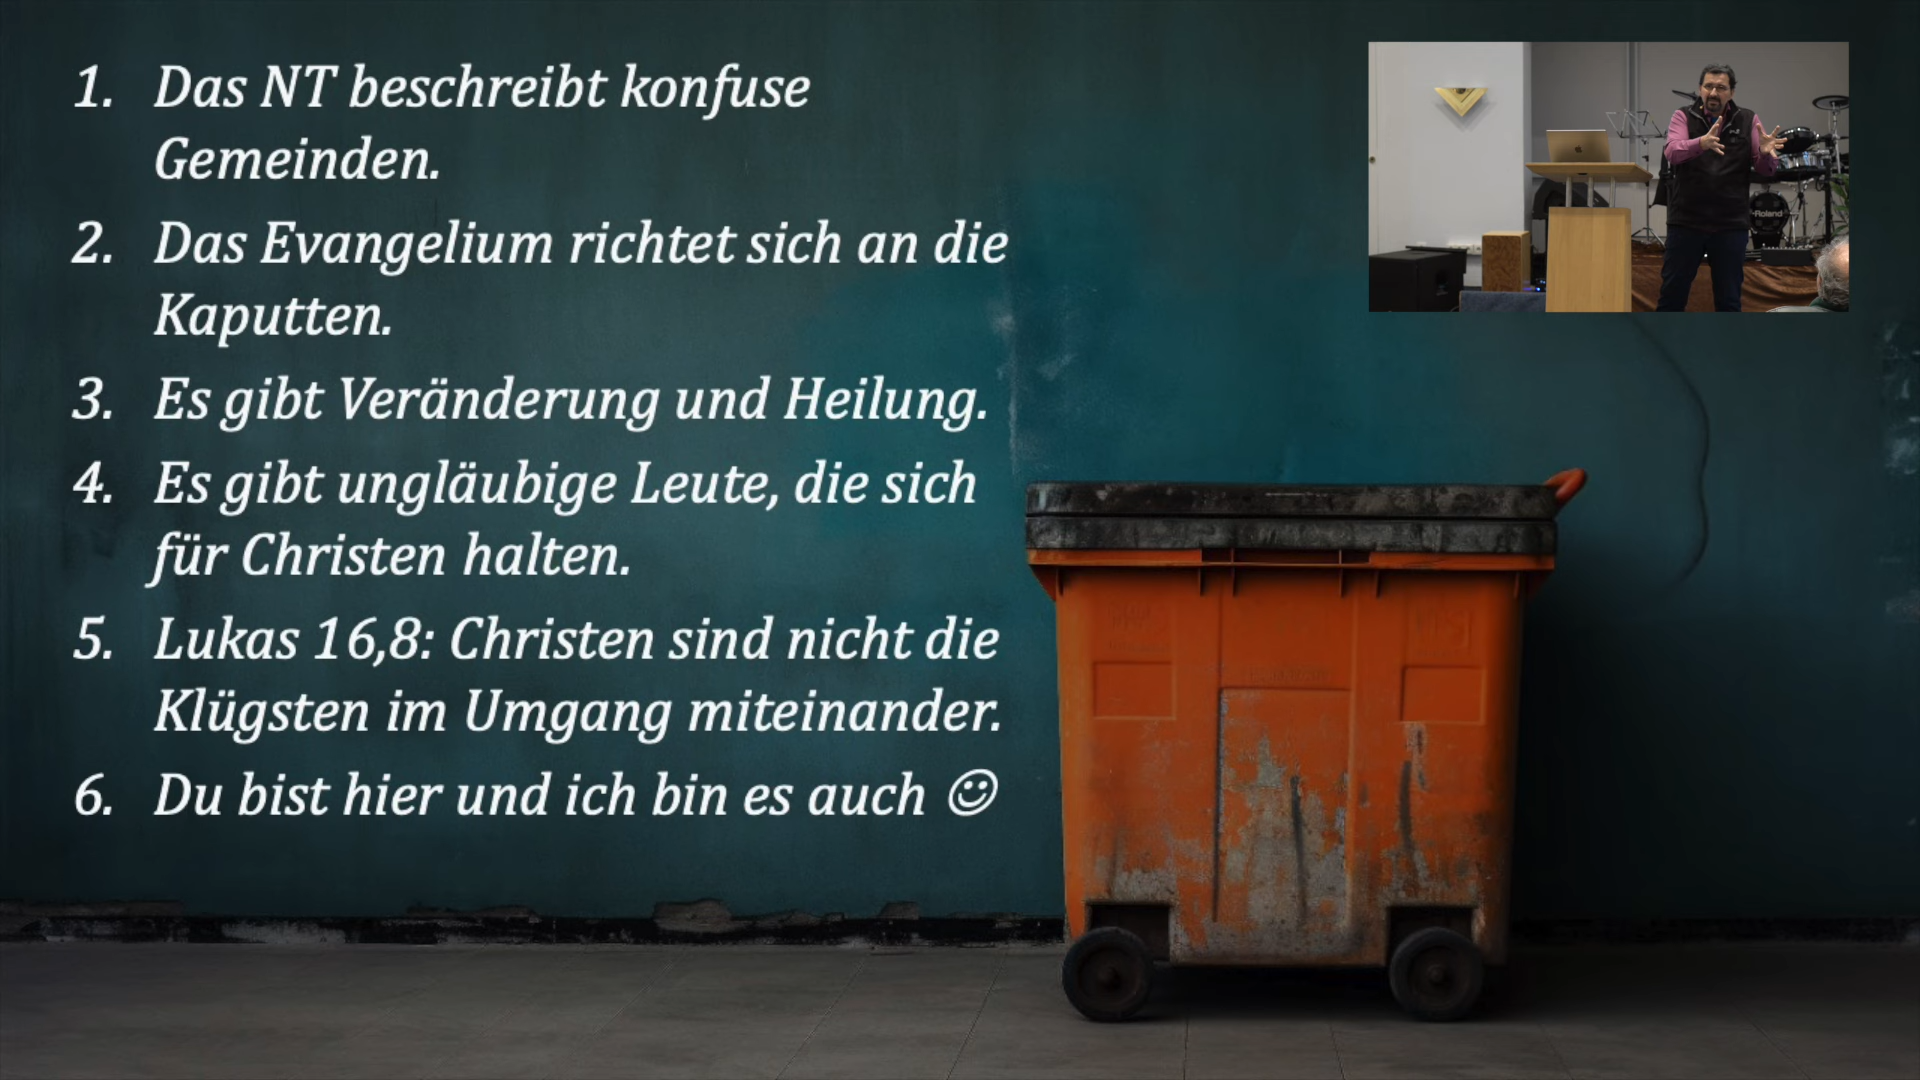 1. Das NT beschreibt konfuse
Gemeinden.
2. Das Evangelium richtet sich an die
Kaputten.
3. Es gibt Veränderung und Heilung.
4. Es gibt ungläubige Leute, die sich
für Christen halten.
5. Lukas 16,8: Christen sind nicht die
Klügsten im Umgang miteinander.
6. Du bist hier und ich bin es auch ☺
Roland